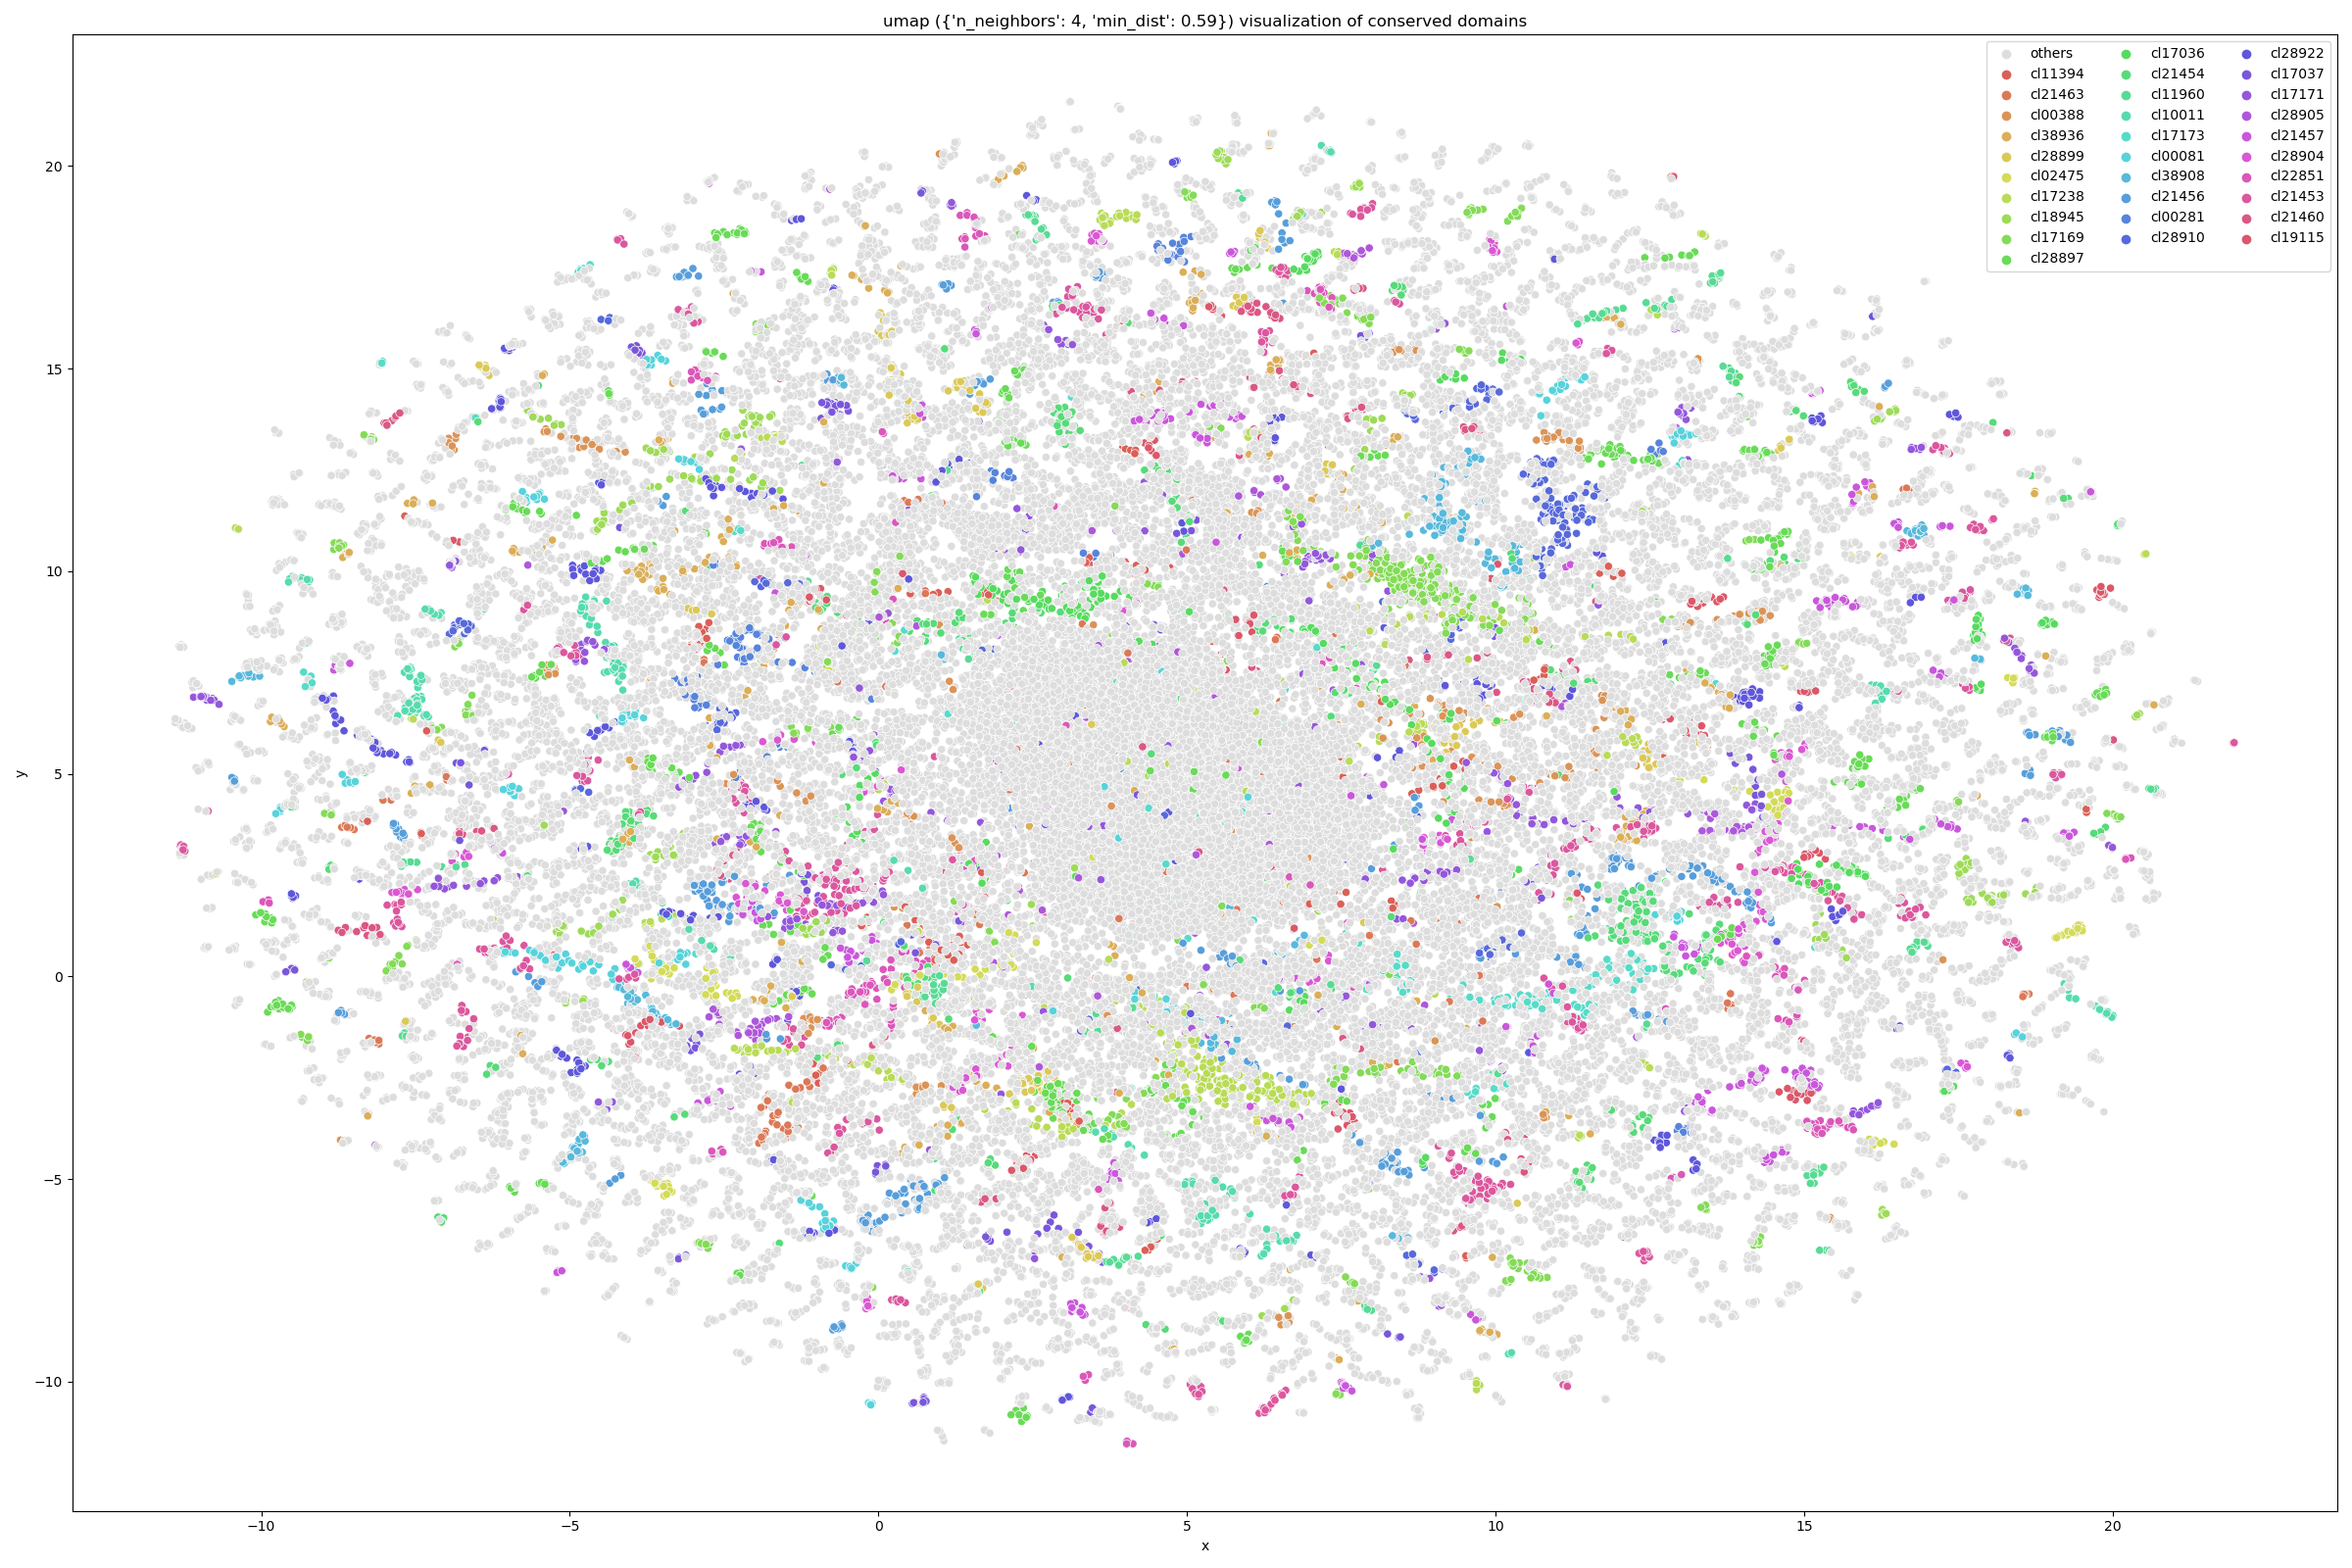 umap ({'n_neighbors': 4, 'min_dist': 0.59}) visualization of conserved domains
others
cl11394
cl21463
cl00388
cl38936
cl28899
cl02475
cl17238
cl18945
cl17169
cl28897
cl17036
cl21454
cl11960
cl10011
cl17173
cl00081
cl38908
cl21456
cl00281
cl28910
cl28922
cl17037
cl17171
cl28905
cl21457
cl28904
cl22851
cl21453
cl21460
cl19115
y
20
15
10
5
0
−5
−10
−10
−5
0
5
10
15
20
x